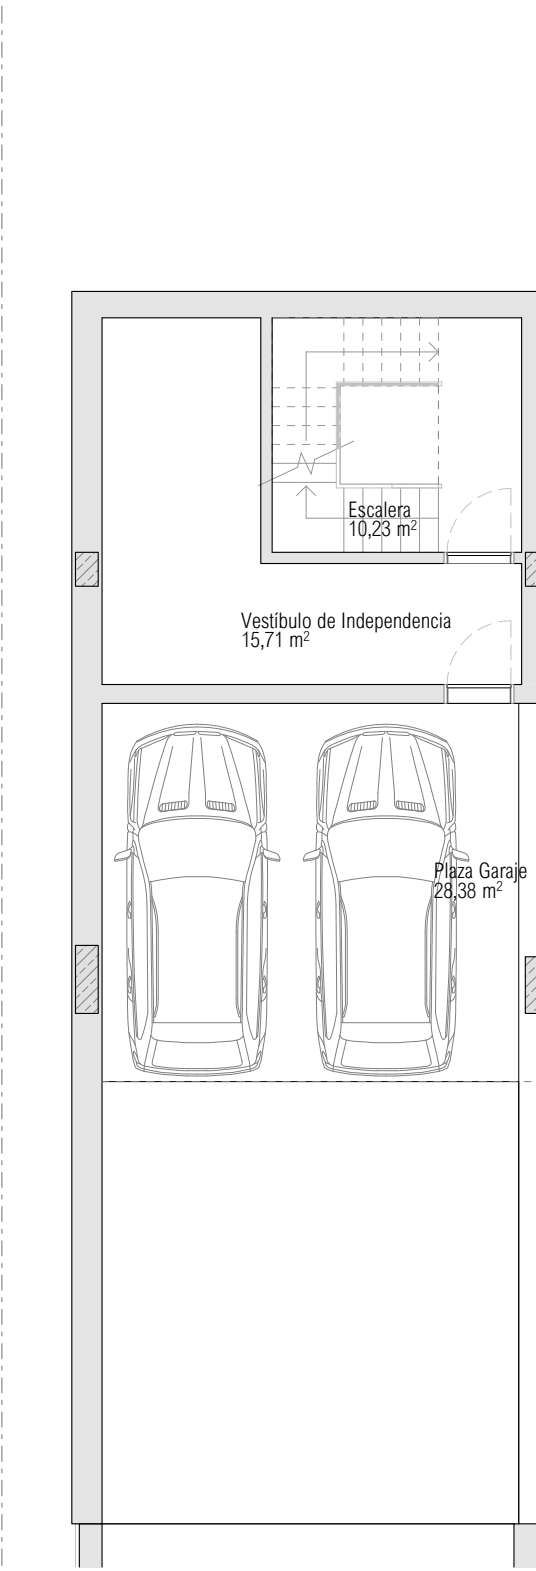 Escalera
10,23 m²
Vestíbulo de Independencia
15,71 m²
Plaza Garaje
28,38 m²